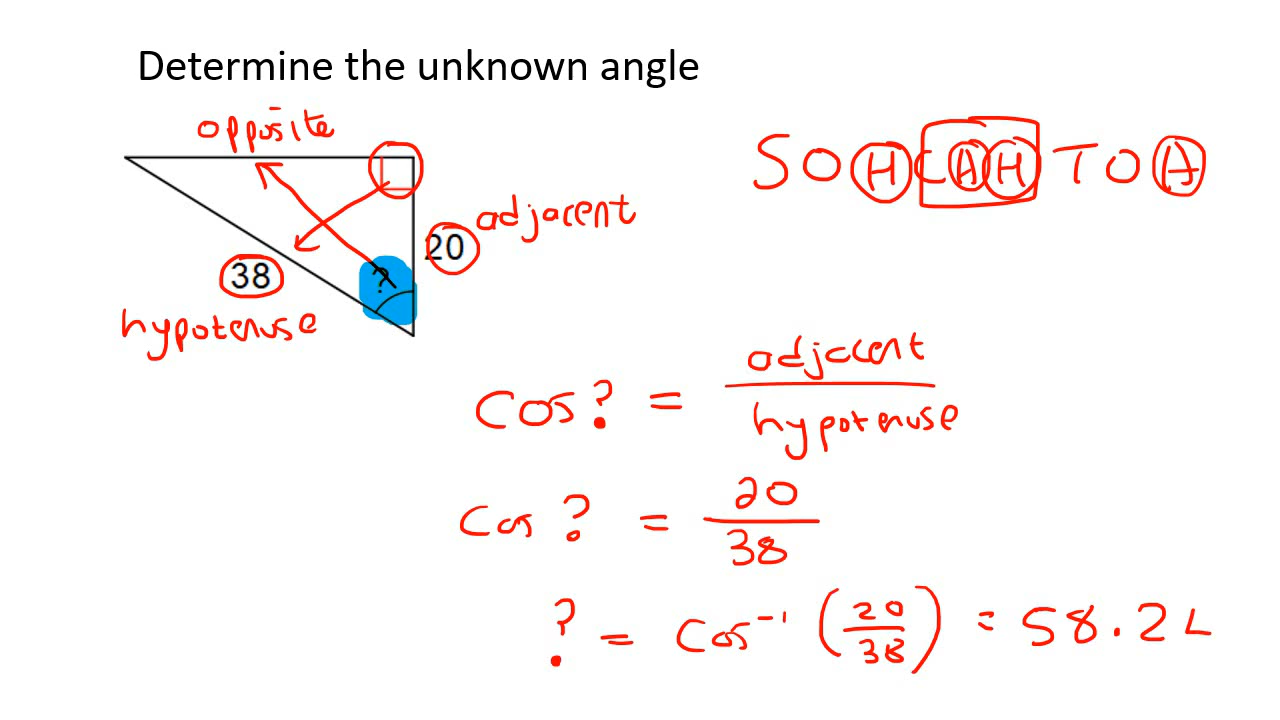 Determine the unknown angle
opposite
SOHCAHTOA
adjacent
20
38
?
hypotenuse
cos? = adjacent
hypotenuse
cos ? = 20
38
? = cos⁻¹ (20/38) = 58.2